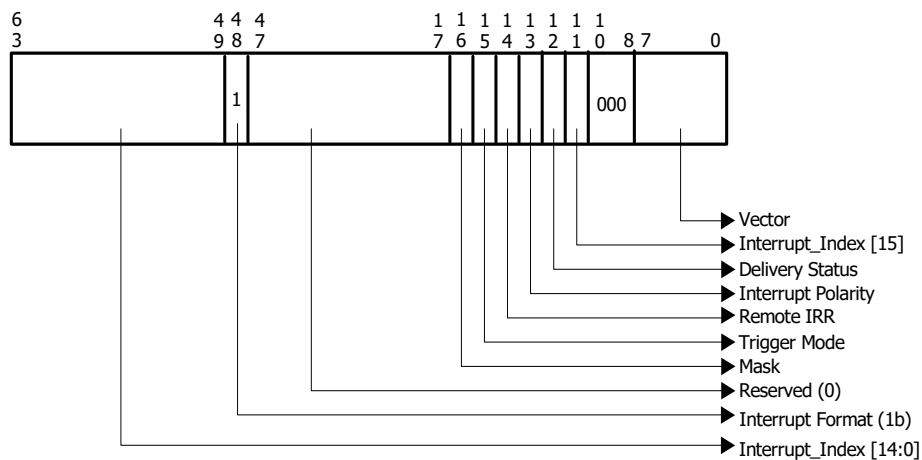 6 4 4 4 1 1 1 1 1 1 1 1
3 9 8 7 7 6 5 4 3 2 1 0 8 7 0
1 000
Vector
Interrupt_Index [15]
Delivery Status
Interrupt Polarity
Remote IRR
Trigger Mode
Mask
Reserved (0)
Interrupt Format (1b)
Interrupt_Index [14:0]